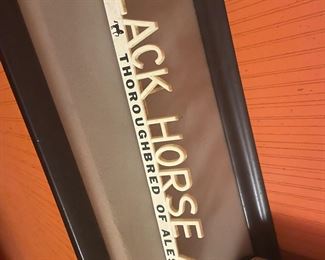 LACK HORSE A
THOROUGHBRED OF ALES